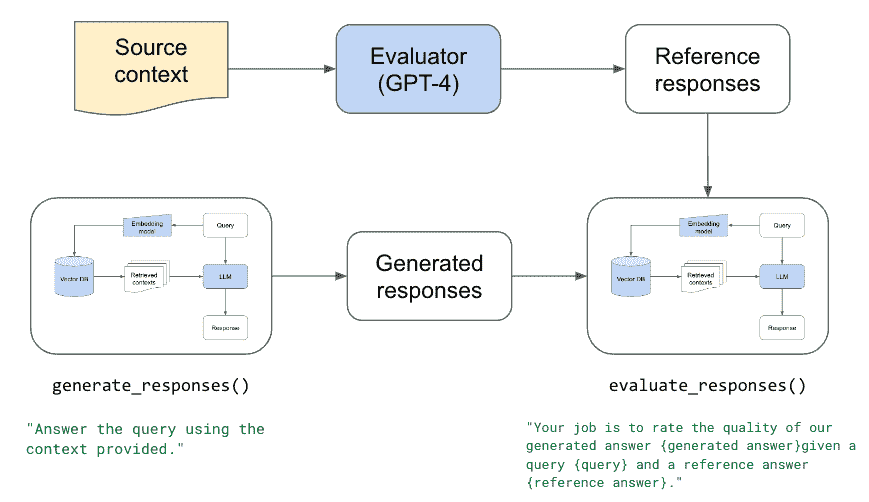 Source
context
Evaluator
(GPT-4)
Reference
responses
Embedding
model
Query
Vector DB
Retrieved
contexts
LLM
Response
Generated
responses
Embedding
model
Query
Vector DB
Retrieved
contexts
LLM
Response
generate_responses()
evaluate_responses()
"Answer the query using the
context provided."
"Your job is to rate the quality of our
generated answer {generated answer}given a
query {query} and a reference answer
{reference answer}."